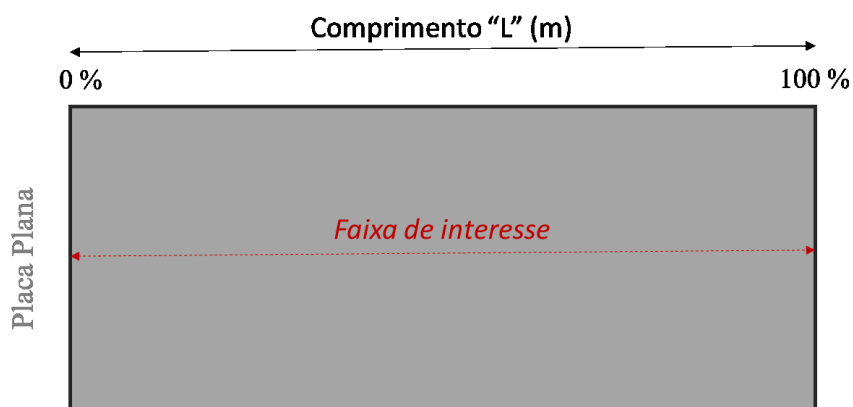 Comprimento “L” (m)
0 %
100 %
Placa Plana
Faixa de interesse